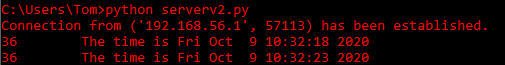 C:\Users\Tom>python serverv2.py
Connection from ('192.168.56.1', 57113) has been established.
36        The time is Fri Oct  9 10:32:18 2020
36        The time is Fri Oct  9 10:32:23 2020